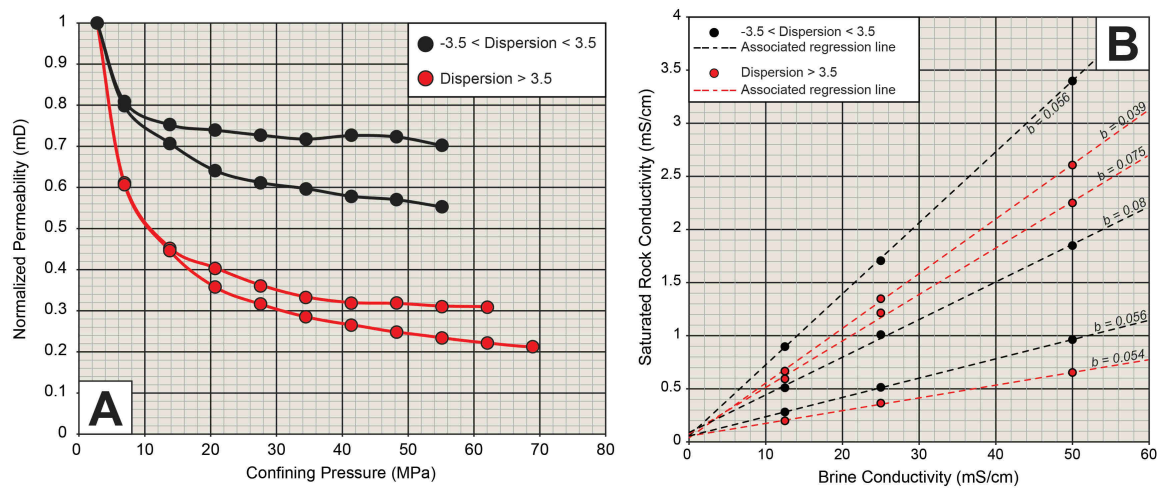 1
0.9
0.8
0.7
0.6
0.5
0.4
0.3
0.2
0.1
0
Normalized Permeability (mD)
-3.5 < Dispersion < 3.5
Dispersion > 3.5
A
0 10 20 30 40 50 60 70 80
Confining Pressure (MPa)
4
3.5
3
2.5
2
1.5
1
0.5
0
Saturated Rock Conductivity (mS/cm)
-3.5 < Dispersion < 3.5
Associated regression line
Dispersion > 3.5
Associated regression line
B
b = 0.056
b = 0.039
b = 0.075
b = 0.08
b = 0.056
b = 0.054
0 10 20 30 40 50 60
Brine Conductivity (mS/cm)